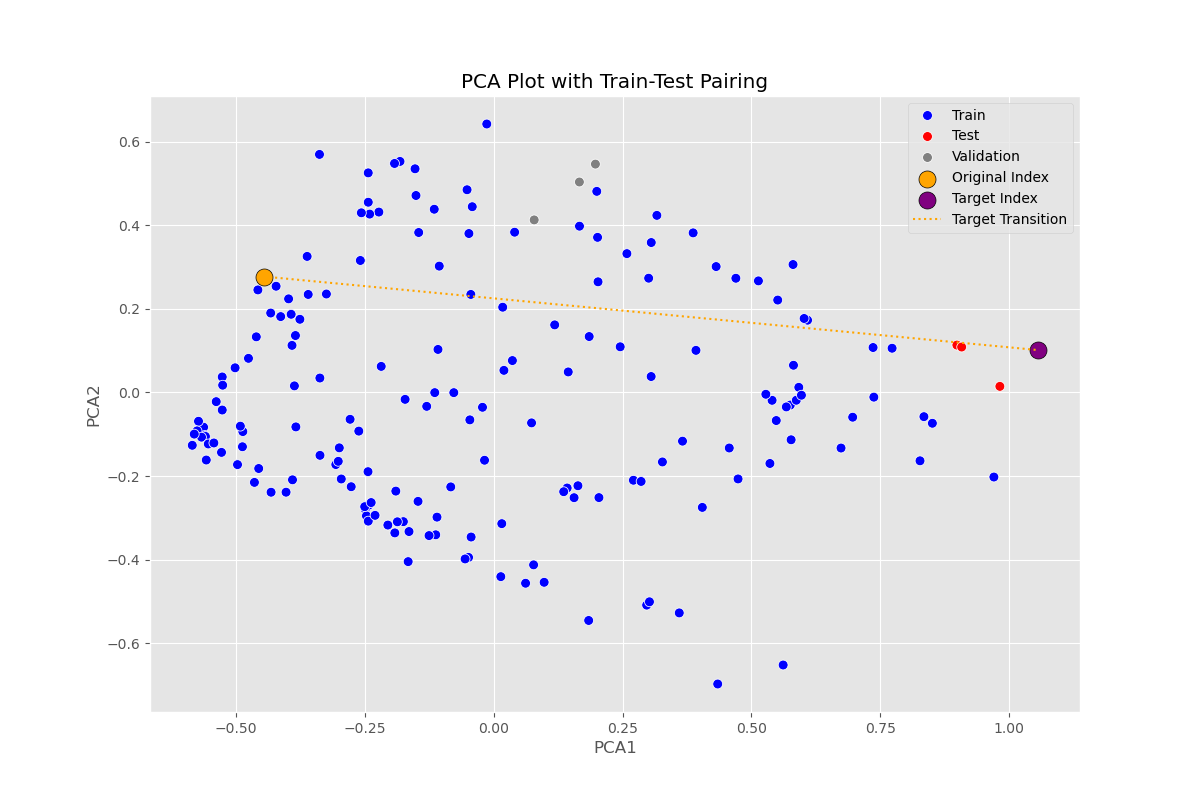 PCA Plot with Train-Test Pairing
Train
Test
Validation
Original Index
Target Index
Target Transition
PCA2
0.6
0.4
0.2
0.0
−0.2
−0.4
−0.6
−0.50
−0.25
0.00
0.25
0.50
0.75
1.00
PCA1